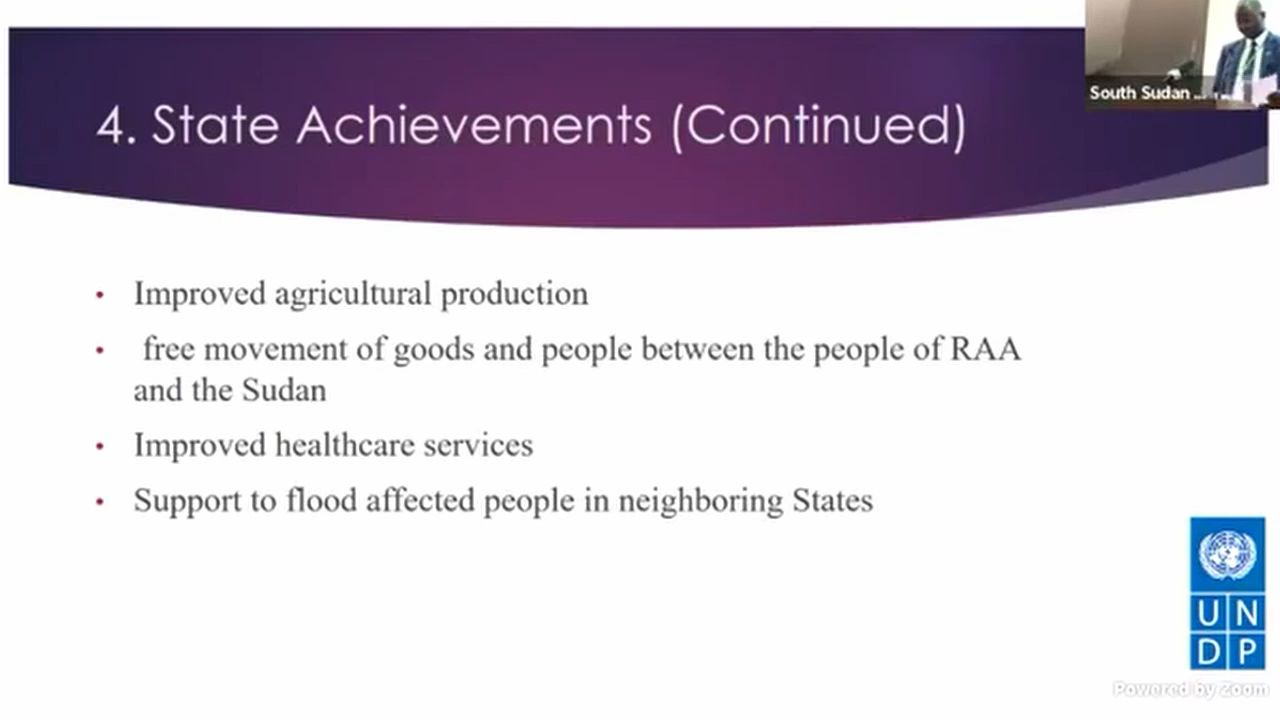 South Sudan ...
4. State Achievements (Continued)
• Improved agricultural production
• free movement of goods and people between the people of RAA
and the Sudan
• Improved healthcare services
• Support to flood affected people in neighboring States
U N
D P
Powered by Zoom